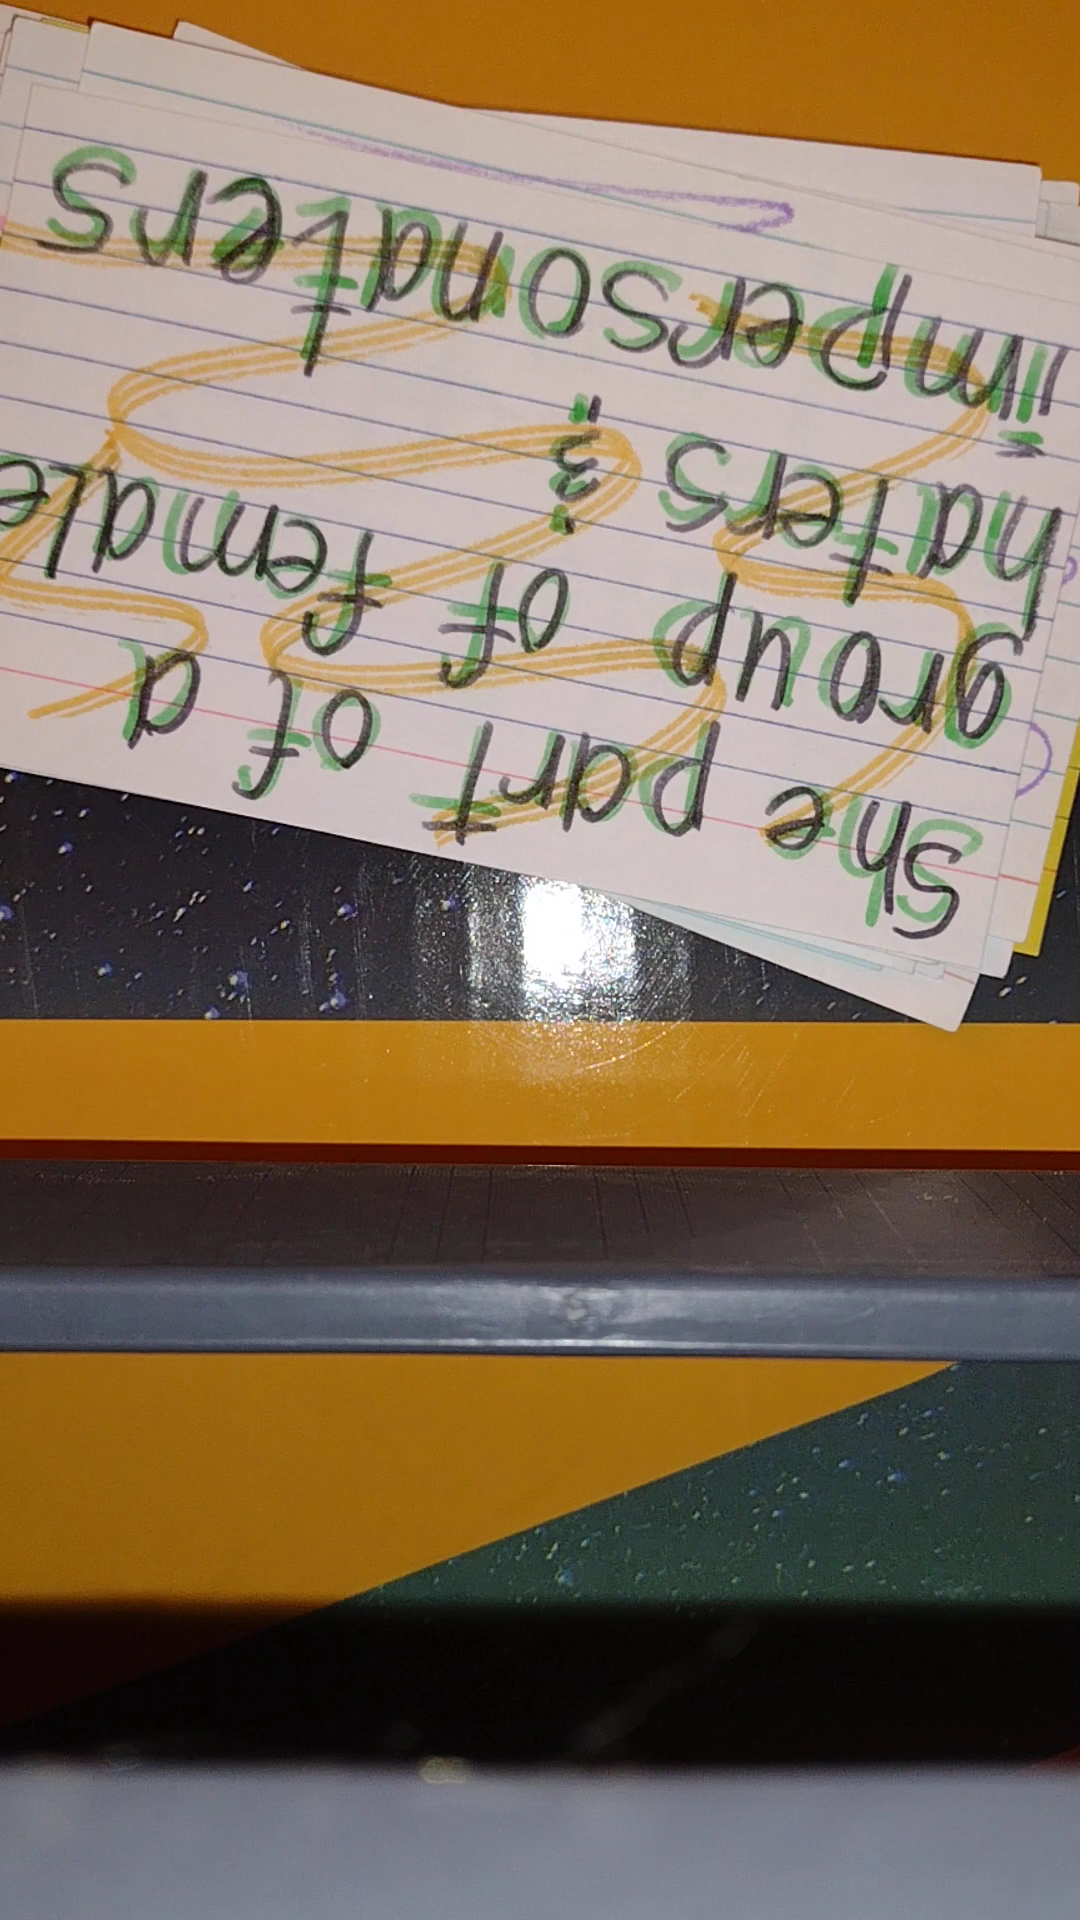 She part of a
group of female
haters &
impersonaters